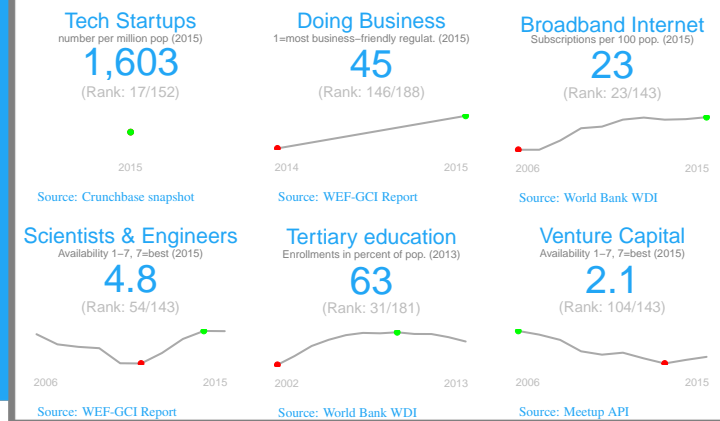 Tech Startups
number per million pop (2015)
1,603
(Rank: 17/152)
2015
Source: Crunchbase snapshot
Doing Business
1=most business−friendly regulat. (2015)
45
(Rank: 146/188)
2014 2015
Source: WEF-GCI Report
Broadband Internet
Subscriptions per 100 pop. (2015)
23
(Rank: 23/143)
2006 2015
Source: World Bank WDI
Scientists & Engineers
Availability 1−7, 7=best (2015)
4.8
(Rank: 54/143)
2006 2015
Source: WEF-GCI Report
Tertiary education
Enrollments in percent of pop. (2013)
63
(Rank: 31/181)
2002 2013
Source: World Bank WDI
Venture Capital
Availability 1−7, 7=best (2015)
2.1
(Rank: 104/143)
2006 2015
Source: Meetup API